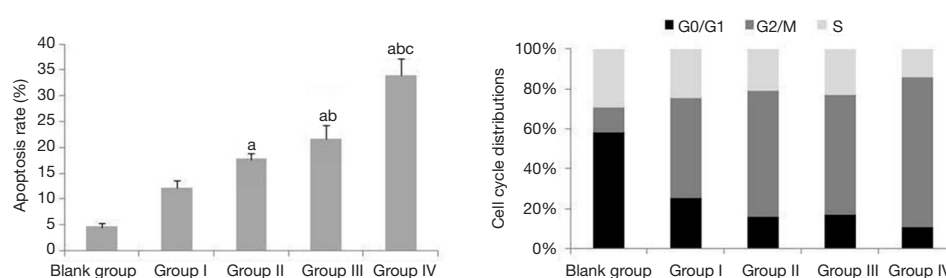 40
35
30
25
20
15
10
5
0
Apoptosis rate (%)
a
ab
abc
Blank group Group I Group II Group III Group IV
G0/G1 G2/M S
100%
80%
60%
40%
20%
0%
Cell cycle distributions
Blank group Group I Group II Group III Group IV